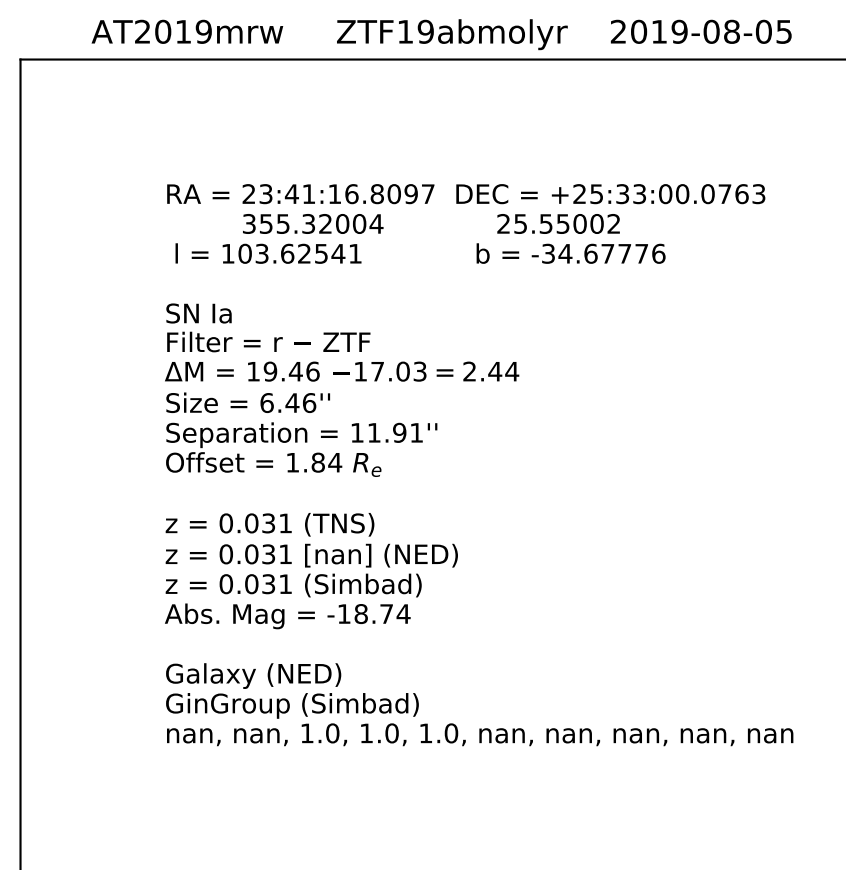 AT2019mrw ZTF19abmolyr 2019-08-05
RA = 23:41:16.8097 DEC = +25:33:00.0763
355.32004 25.55002
l = 103.62541 b = -34.67776
SN Ia
Filter = r − ZTF
ΔM = 19.46 −17.03 = 2.44
Size = 6.46''
Separation = 11.91''
Offset = 1.84 Re
z = 0.031 (TNS)
z = 0.031 [nan] (NED)
z = 0.031 (Simbad)
Abs. Mag = -18.74
Galaxy (NED)
GinGroup (Simbad)
nan, nan, 1.0, 1.0, 1.0, nan, nan, nan, nan, nan